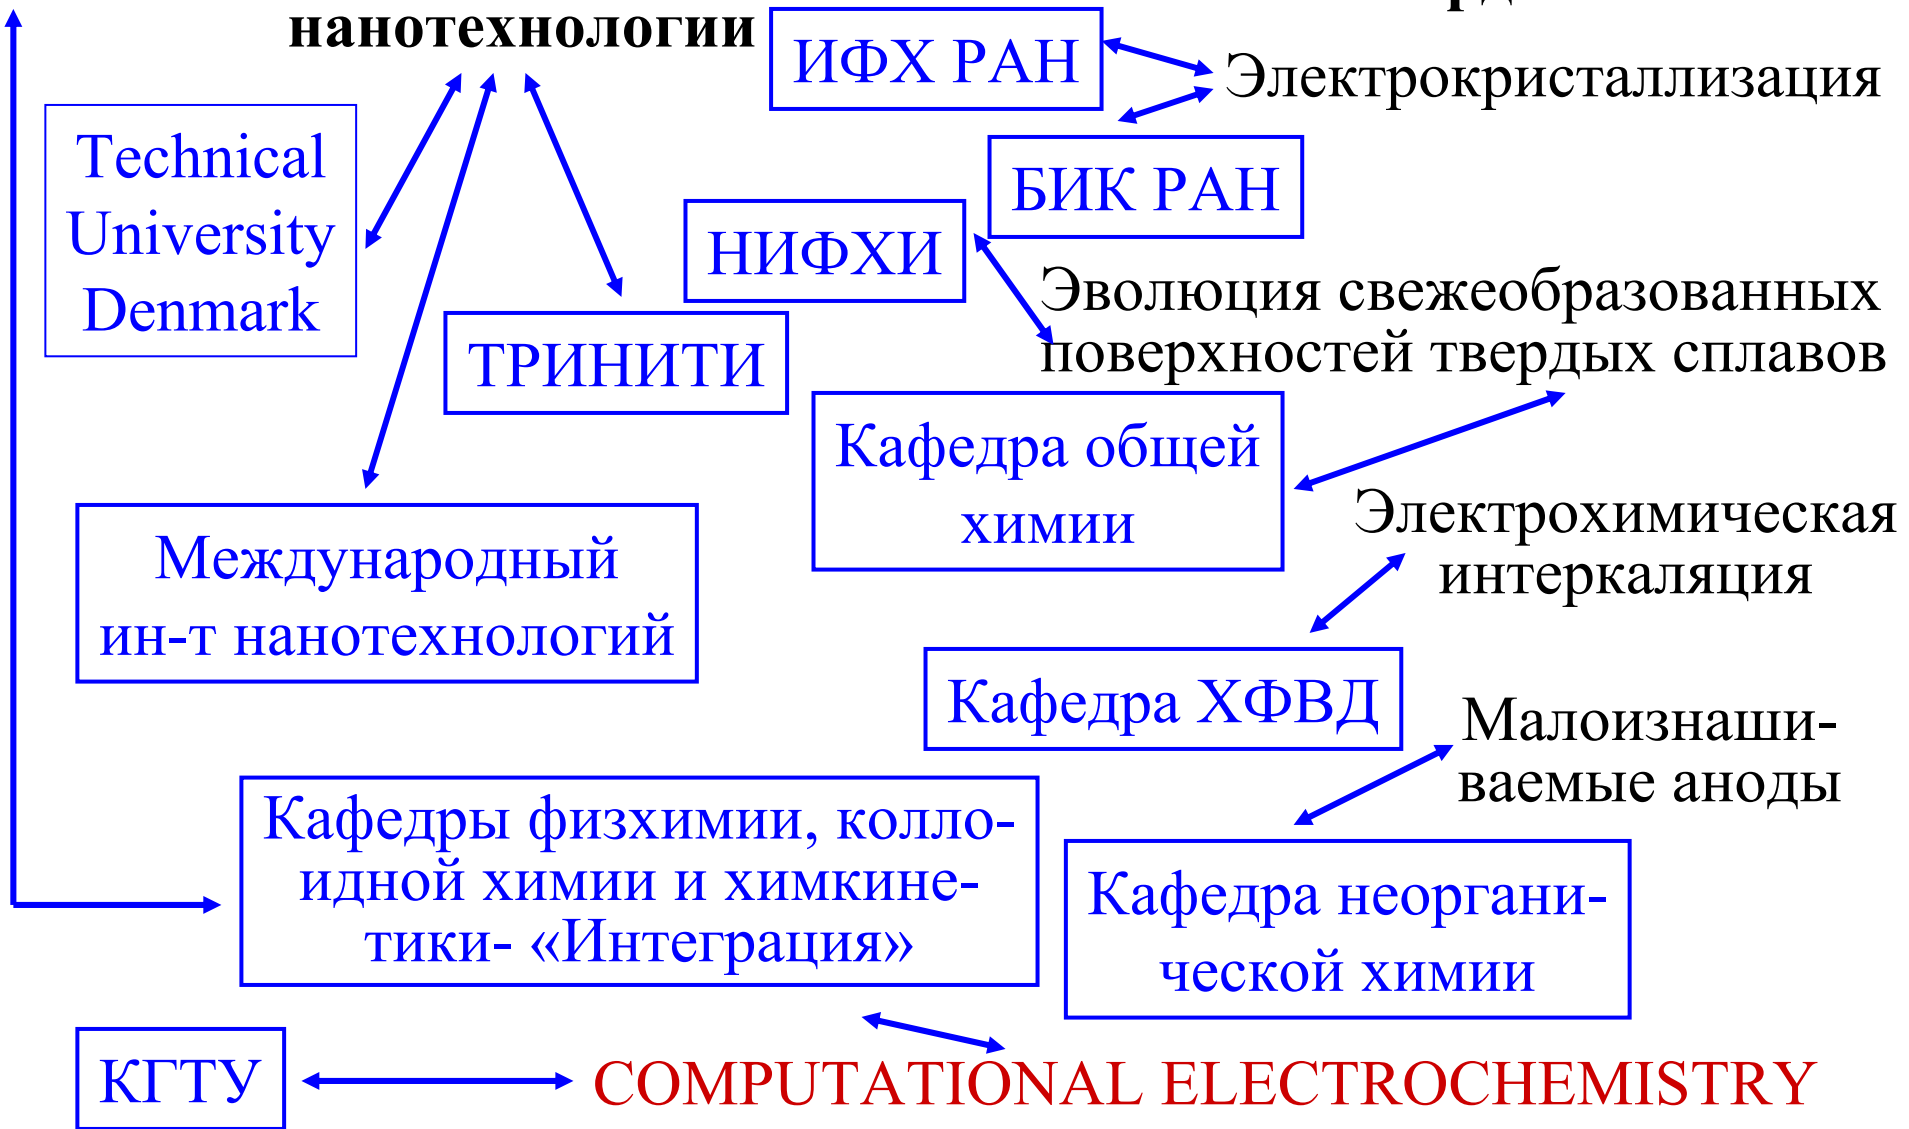 нанотехнологии
ИФХ РАН
Электрокристаллизация
Technical
University
Denmark
БИК РАН
НИФХИ
Эволюция свежеобразованных
поверхностей твердых сплавов
ТРИНИТИ
Кафедра общей
химии
Электрохимическая
интеркаляция
Международный
ин-т нанотехнологий
Кафедра ХФВД
Малоизнаши-
ваемые аноды
Кафедры физхимии, колло-
идной химии и химкине-
тики- «Интеграция»
Кафедра неоргани-
ческой химии
КГТУ
COMPUTATIONAL ELECTROCHEMISTRY